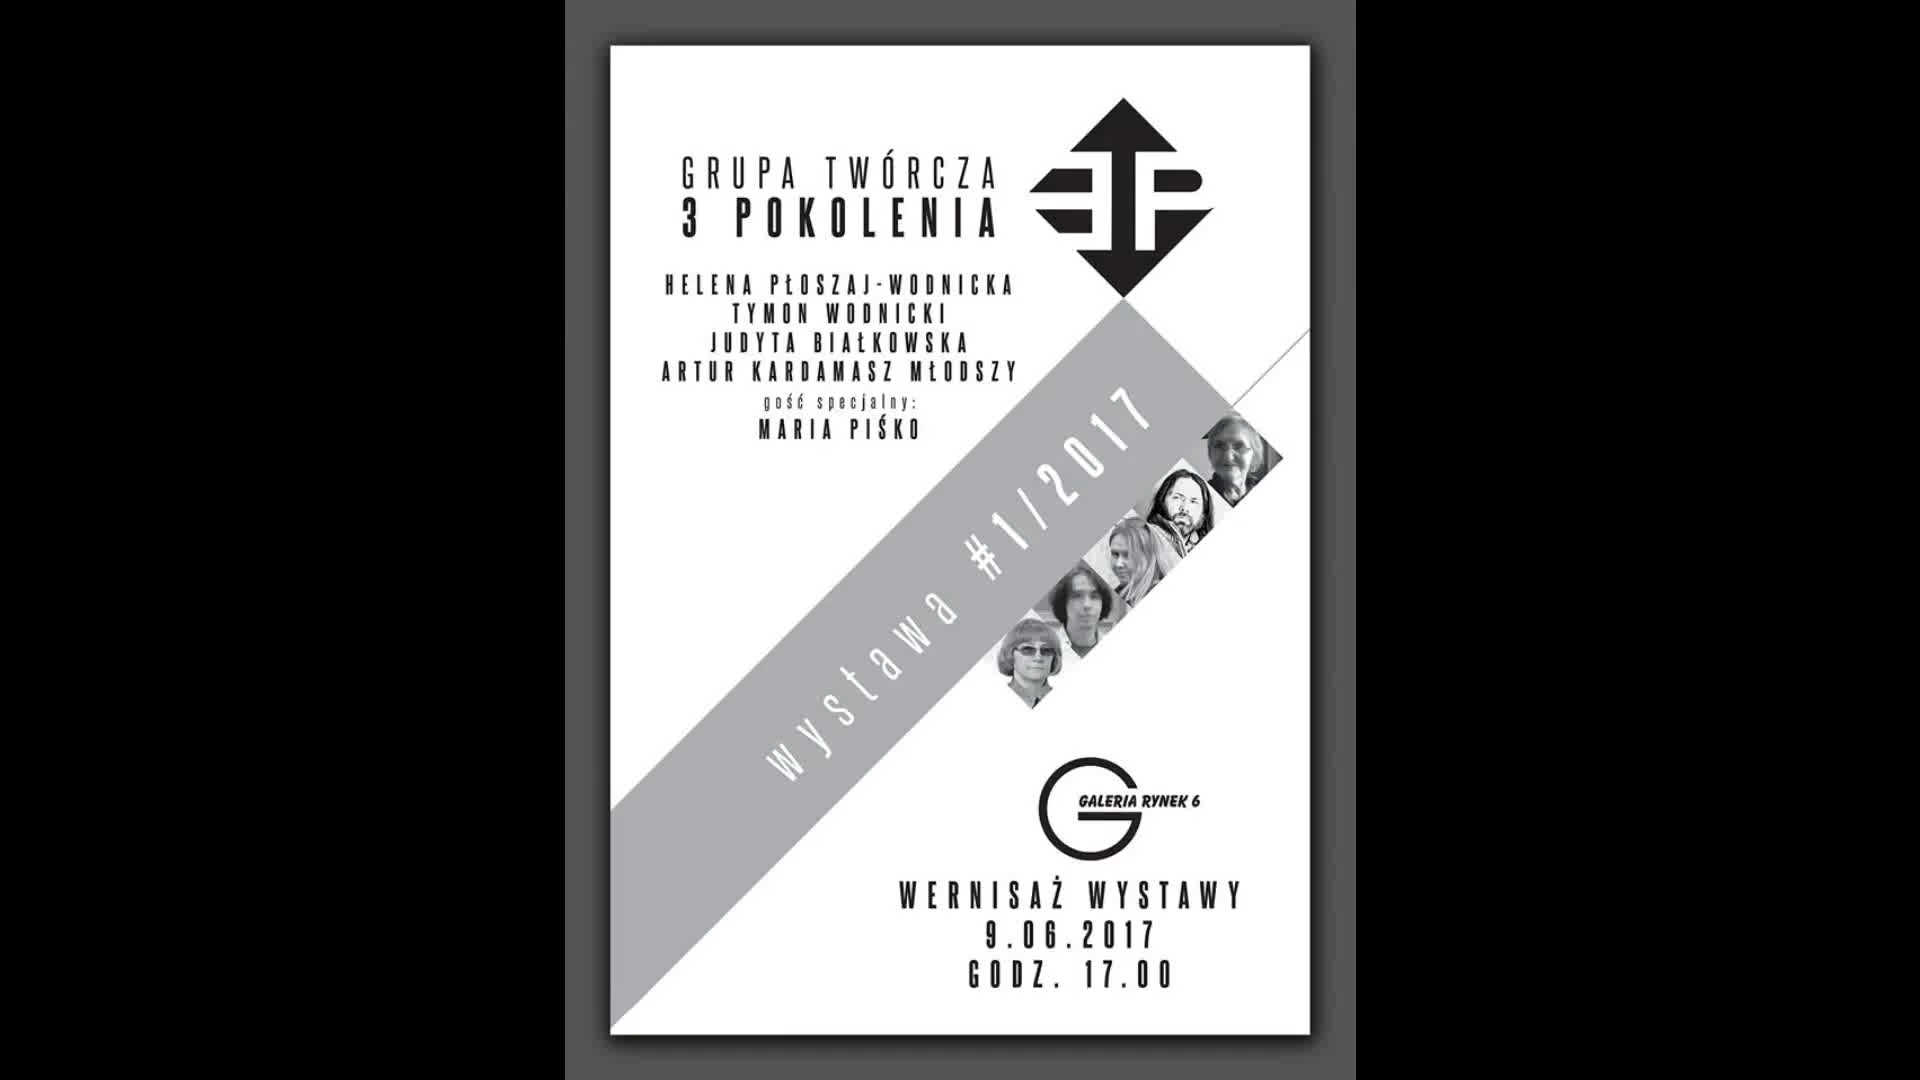 GRUPA TWÓRCZA
3 POKOLENIA
HELENA PŁOSZAJ-WODNICKA
TYMON WODNICKI
JUDYTA BIAŁKOWSKA
ARTUR KARDAMASZ MŁODSZY
gość specjalny:
MARIA PIŚKO
wystawa #1/2017
GALERIA RYNEK 6
WERNISAŻ WYSTAWY
9.06.2017
GODZ. 17.00